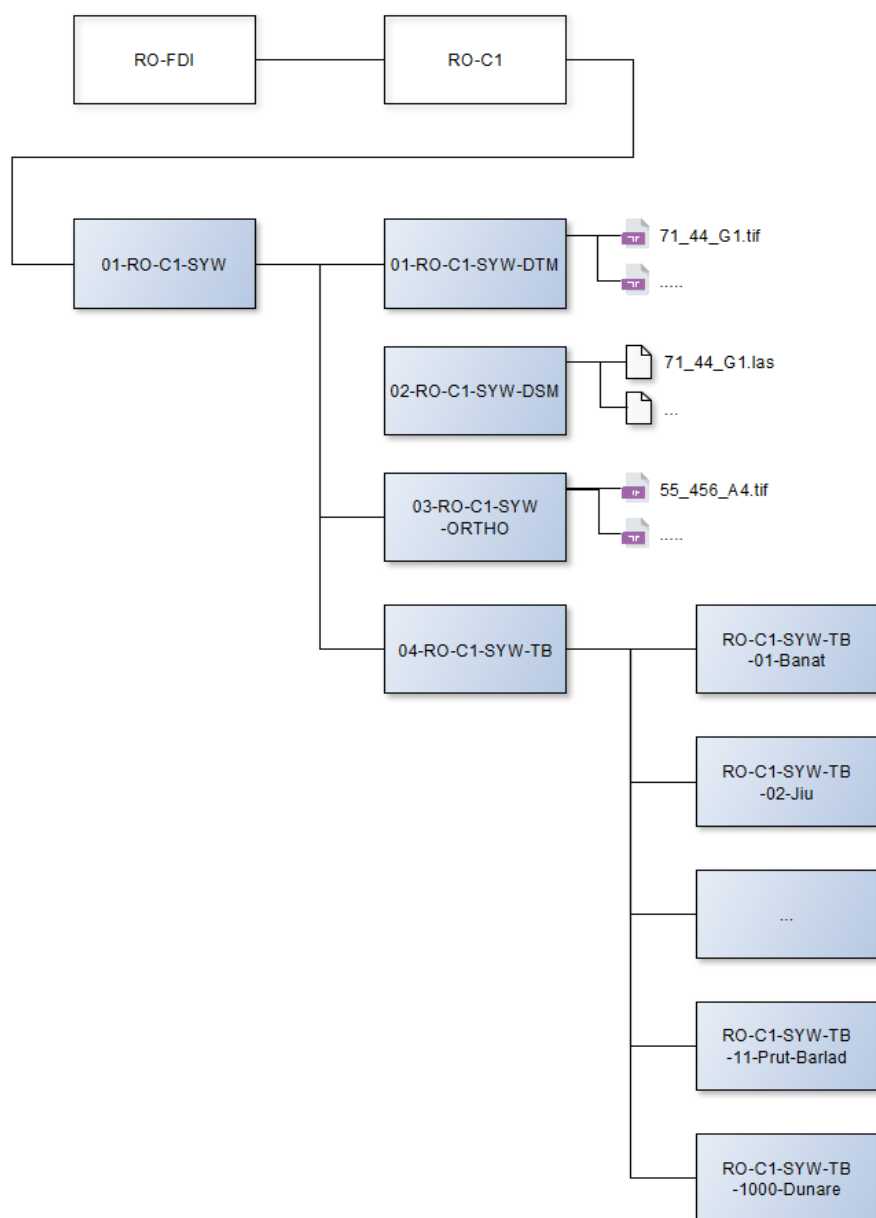 RO-FDI
RO-C1
01-RO-C1-SYW
01-RO-C1-SYW-DTM
71_44_G1.tif
.....
02-RO-C1-SYW-DSM
71_44_G1.las
...
03-RO-C1-SYW
-ORTHO
55_456_A4.tif
.....
04-RO-C1-SYW-TB
RO-C1-SYW-TB
-01-Banat
RO-C1-SYW-TB
-02-Jiu
...
RO-C1-SYW-TB
-11-Prut-Barlad
RO-C1-SYW-TB
-1000-Dunare